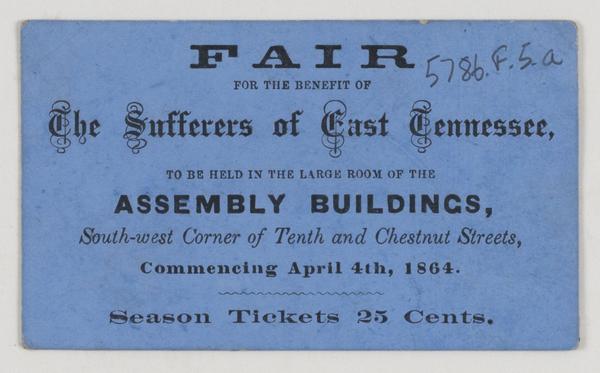 FAIR
5786.F.5.a
FOR THE BENEFIT OF
The Sufferers of East Tennessee,
TO BE HELD IN THE LARGE ROOM OF THE
ASSEMBLY BUILDINGS,
South-west Corner of Tenth and Chestnut Streets,
Commencing April 4th, 1864.
Season Tickets 25 Cents.